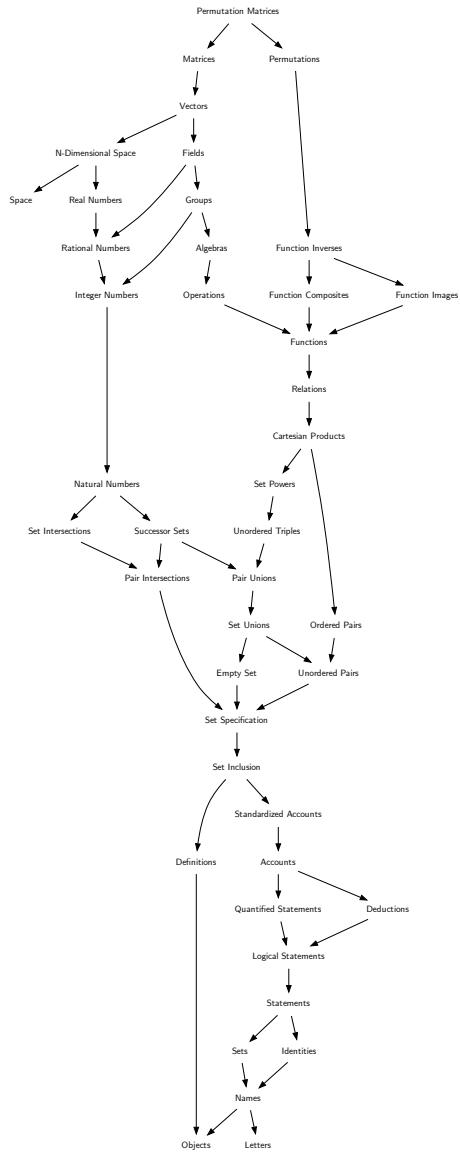 Permutation Matrices
Matrices
Permutations
Vectors
N-Dimensional Space
Fields
Space
Real Numbers
Groups
Rational Numbers
Algebras
Function Inverses
Integer Numbers
Operations
Function Composites
Function Images
Functions
Relations
Cartesian Products
Natural Numbers
Set Powers
Set Intersections
Successor Sets
Unordered Triples
Pair Intersections
Pair Unions
Set Unions
Ordered Pairs
Empty Set
Unordered Pairs
Set Specification
Set Inclusion
Standardized Accounts
Definitions
Accounts
Quantified Statements
Deductions
Logical Statements
Statements
Sets
Identities
Names
Objects
Letters